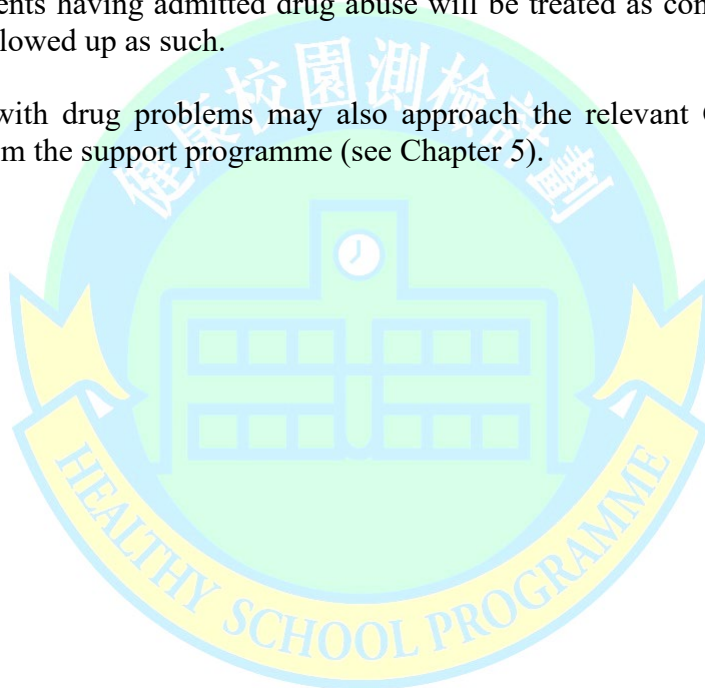 ents having admitted drug abuse will be treated as con
llowed up as such.
with drug problems may also approach the relevant
om the support programme (see Chapter 5).
健康校園測檢計劃
HEALTHY SCHOOL PROGRAMME